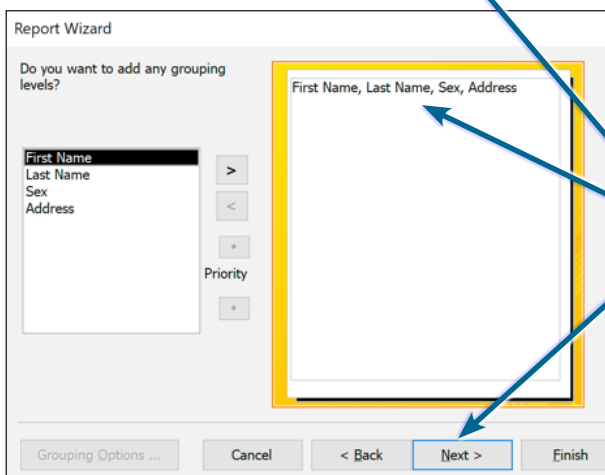 Report Wizard
Do you want to add any grouping
levels?
First Name, Last Name, Sex, Address
First Name
Last Name
Sex
Address
>
<
Priority
Grouping Options ...
Cancel
< Back
Next >
Finish